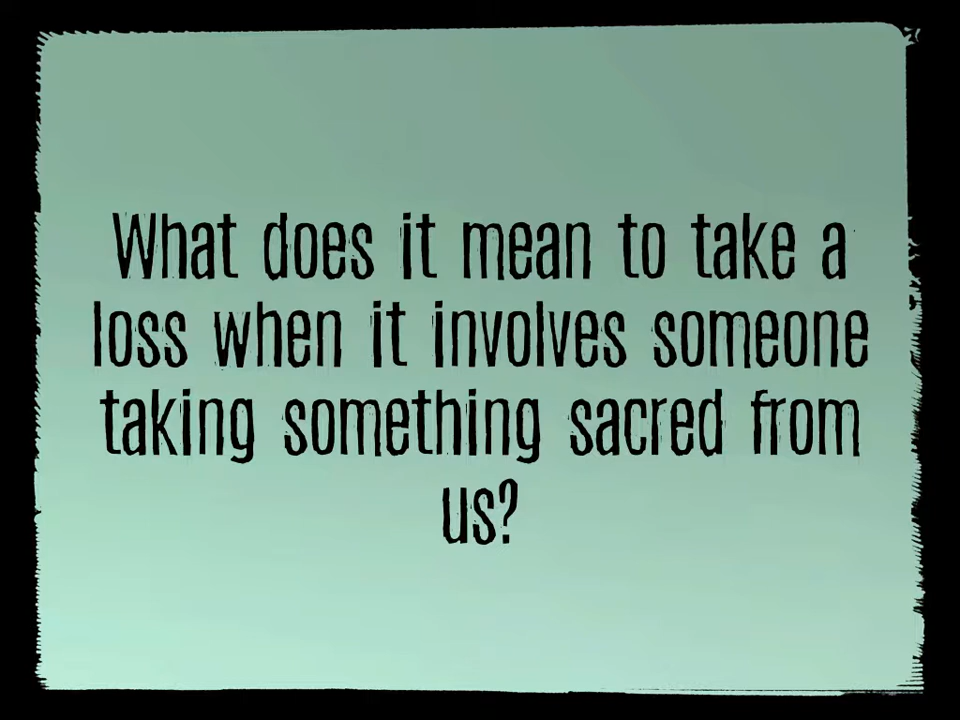 What does it mean to take a
loss when it involves someone
taking something sacred from
us?